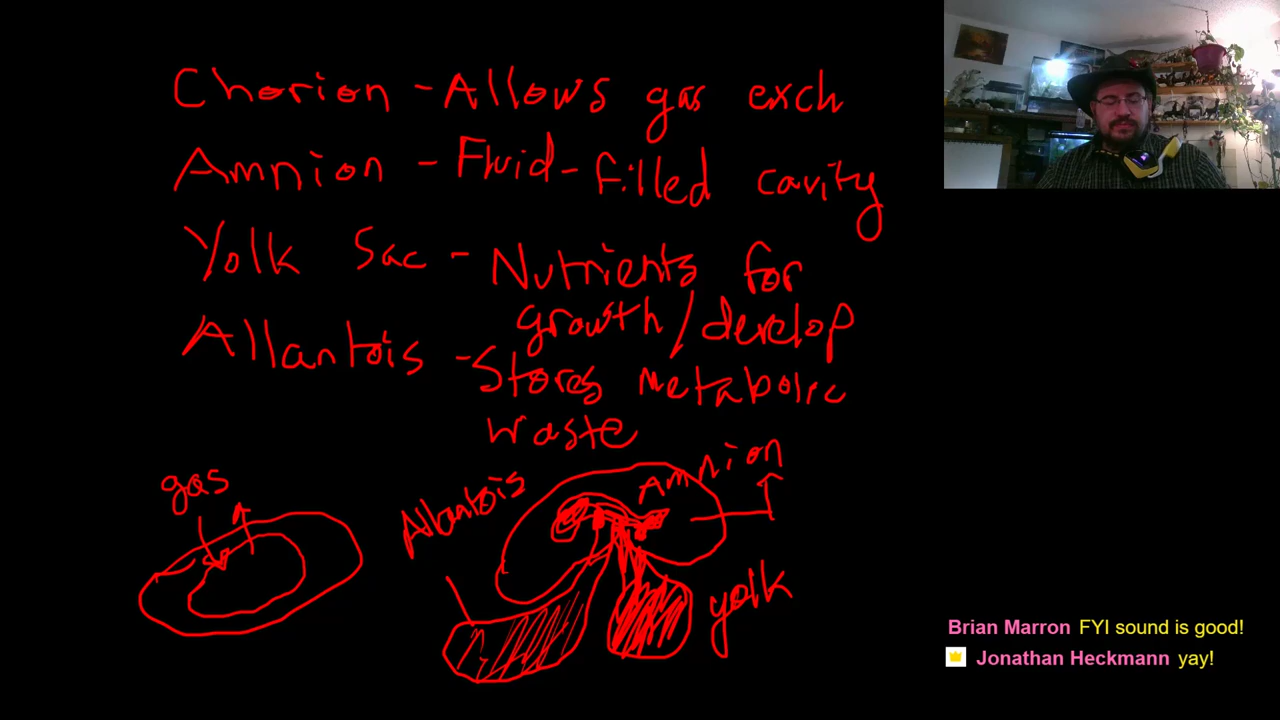 Chorion - Allows gas exch
Amnion - Fluid-filled cavity
Yolk Sac - Nutrients for
growth/develop
Allantois - Stores metabolic
waste
gas
Allantois
Amnion
yolk
Brian Marron FYI sound is good!
Jonathan Heckmann yay!